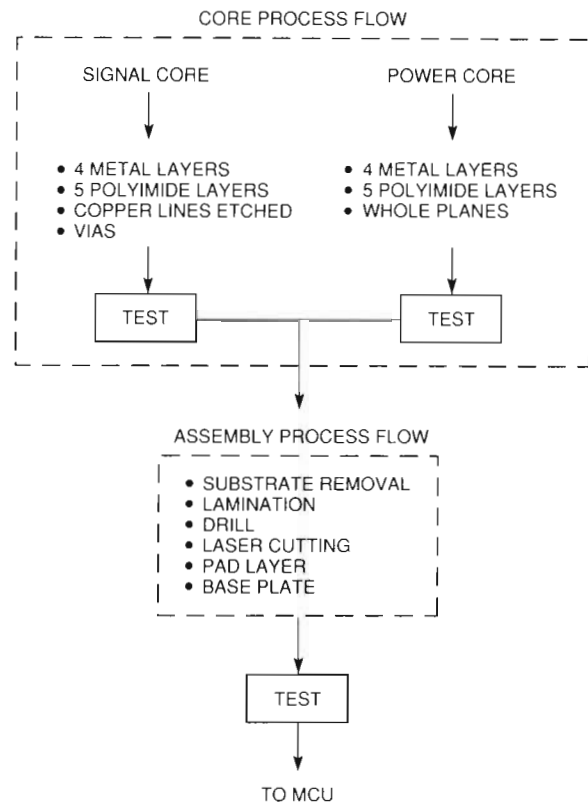 CORE PROCESS FLOW
SIGNAL CORE
• 4 METAL LAYERS
• 5 POLYIMIDE LAYERS
• COPPER LINES ETCHED
• VIAS
TEST
POWER CORE
• 4 METAL LAYERS
• 5 POLYIMIDE LAYERS
• WHOLE PLANES
TEST
ASSEMBLY PROCESS FLOW
• SUBSTRATE REMOVAL
• LAMINATION
• DRILL
• LASER CUTTING
• PAD LAYER
• BASE PLATE
TEST
TO MCU